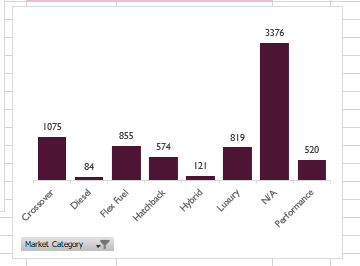 3376
1075
855
819
574
520
121
84
Crossover
Diesel
Flex Fuel
Hatchback
Hybrid
Luxury
N/A
Performance
Market Category